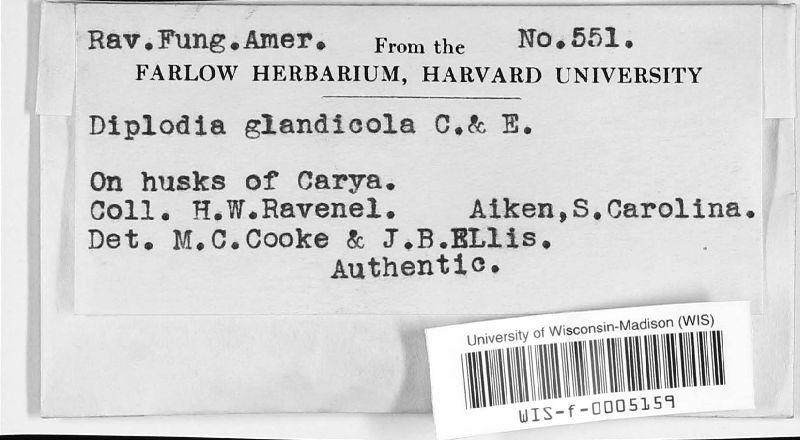 Rav.Fung.Amer. From the No.551.
FARLOW HERBARIUM, HARVARD UNIVERSITY
Diplodia glandicola C.& E.
On husks of Carya.
Coll. H.W.Ravenel. Aiken,S.Carolina.
Det. M.C.Cooke & J.B.ELlis.
Authentic.
University of Wisconsin-Madison (WIS)
WIS-f-0005159